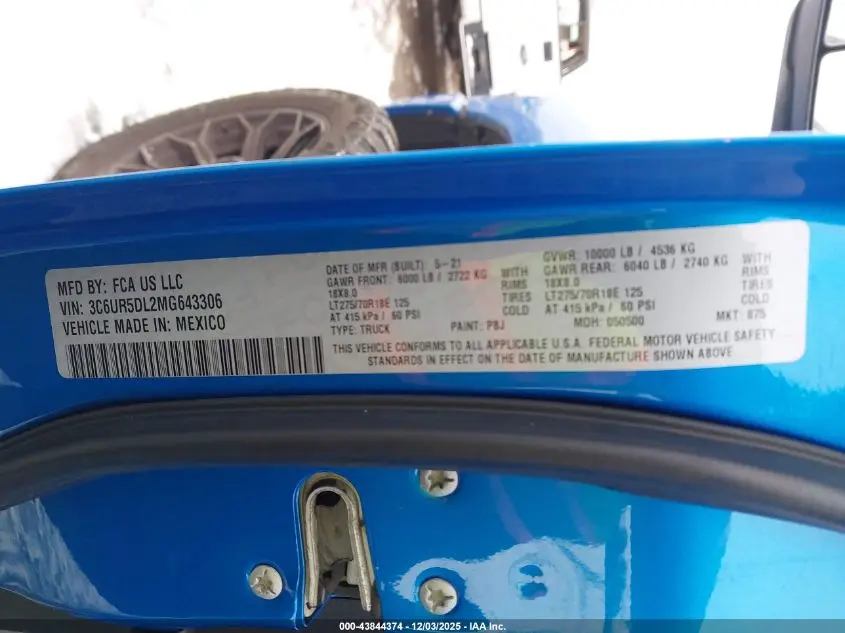 MFD BY: FCA US LLC
VIN: 3C6UR5DL2MG643306
VEHICLE MADE IN: MEXICO
DATE OF MFR (BUILT) 5-21
GAWR FRONT: 6000 LB / 2722 KG WITH
18X8.0 RIMS
LT275/70R18E 125 TIRES
AT 415 kPa / 60 PSI COLD
TYPE: TRUCK PAINT: PBJ
GVWR: 10000 LB / 4536 KG
GAWR REAR: 6040 LB / 2740 KG WITH
18X8.0 RIMS
LT275/70R18E 125 TIRES
AT 415 kPa / 60 PSI COLD
MDH: 050500 MKT: 875
THIS VEHICLE CONFORMS TO ALL APPLICABLE U.S.A. FEDERAL MOTOR VEHICLE SAFETY
STANDARDS IN EFFECT ON THE DATE OF MANUFACTURE SHOWN ABOVE
000-43844374 - 12/03/2025 - US - IAA, Inc.